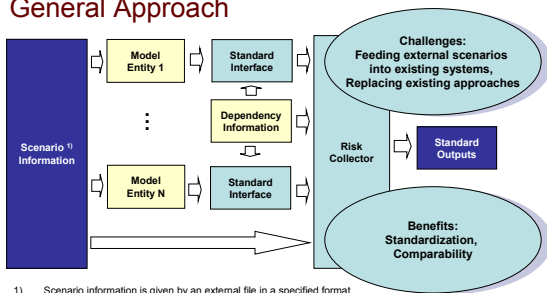 General Approach
Scenario 1)
Information
Model
Entity 1
Standard
Interface
Dependency
Information
Model
Entity N
Standard
Interface
Risk
Collector
Standard
Outputs
Challenges:
Feeding external scenarios
into existing systems,
Replacing existing approaches
Benefits:
Standardization,
Comparability
1) Scenario information is given by an external file in a specified format